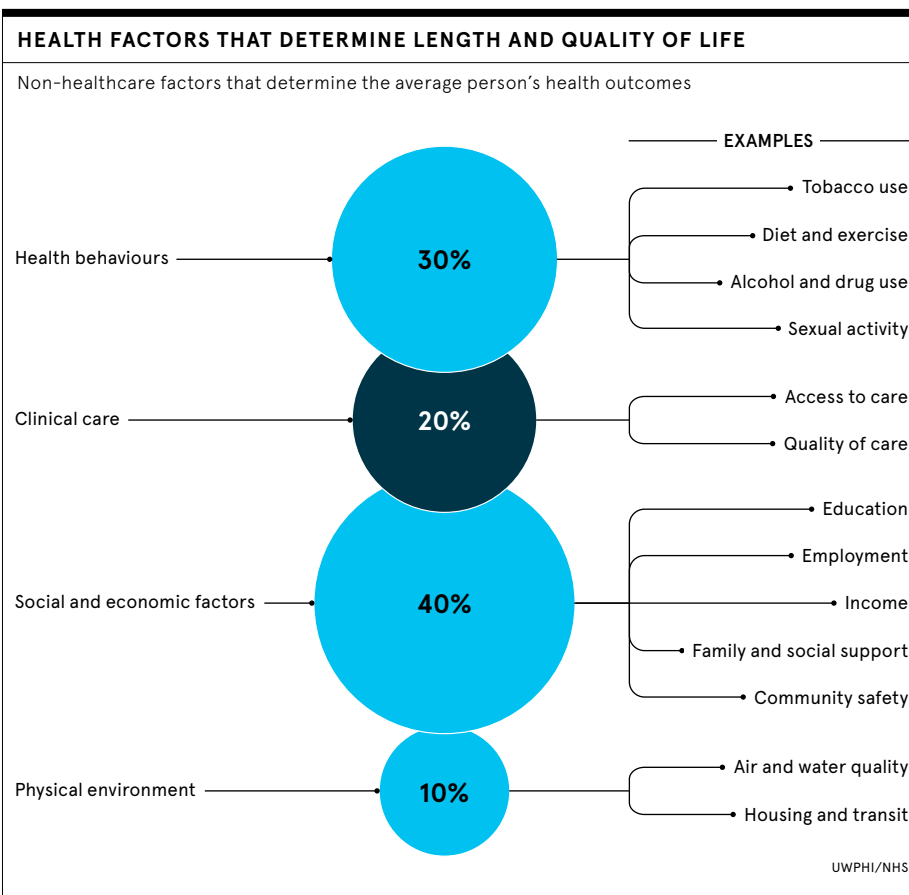 HEALTH FACTORS THAT DETERMINE LENGTH AND QUALITY OF LIFE
Non-healthcare factors that determine the average person’s health outcomes
EXAMPLES
Health behaviours
30%
Tobacco use
Diet and exercise
Alcohol and drug use
Sexual activity
Clinical care
20%
Access to care
Quality of care
Social and economic factors
40%
Education
Employment
Income
Family and social support
Community safety
Physical environment
10%
Air and water quality
Housing and transit
UWPHI/NHS